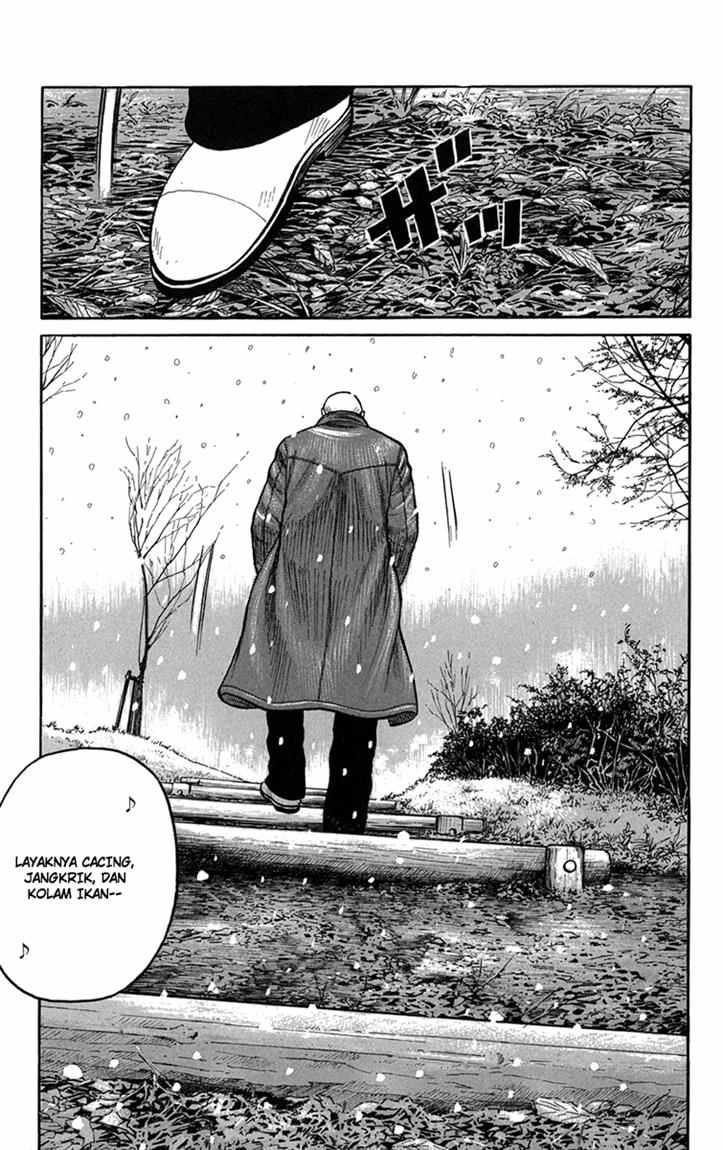 ザッ
♪
LAYAKNYA CACING,
JANGKRIK, DAN
KOLAM IKAN--
♪